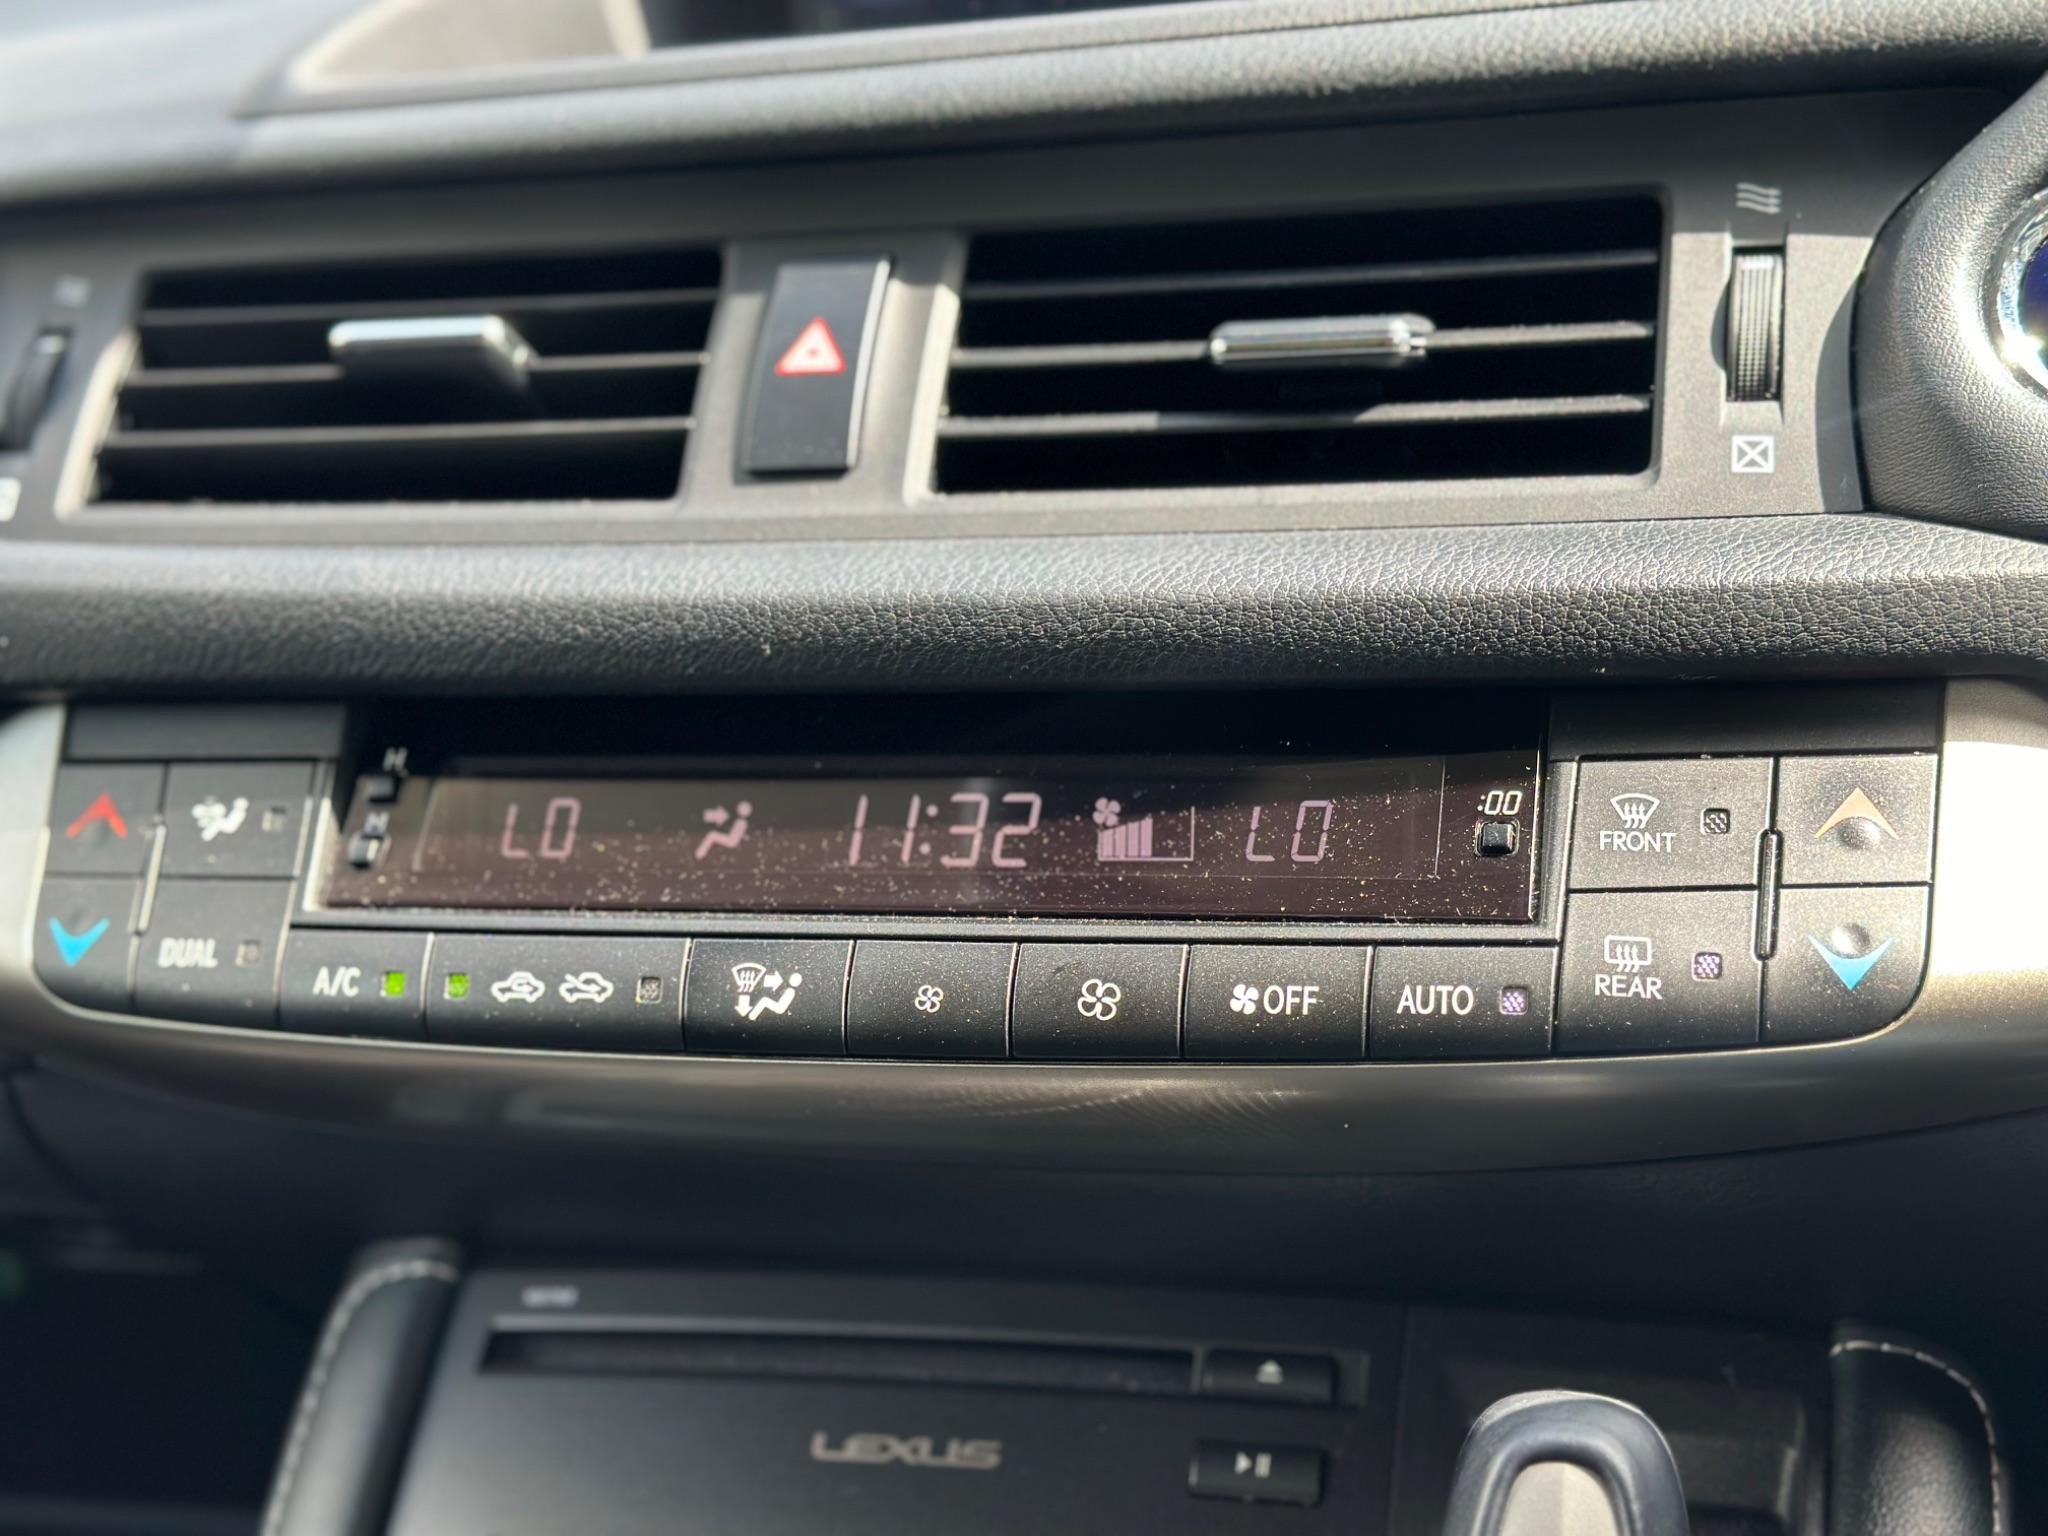 H
M
LO 11:32 LO
:00
FRONT
DUAL
A/C
OFF
AUTO
REAR
LEXUS